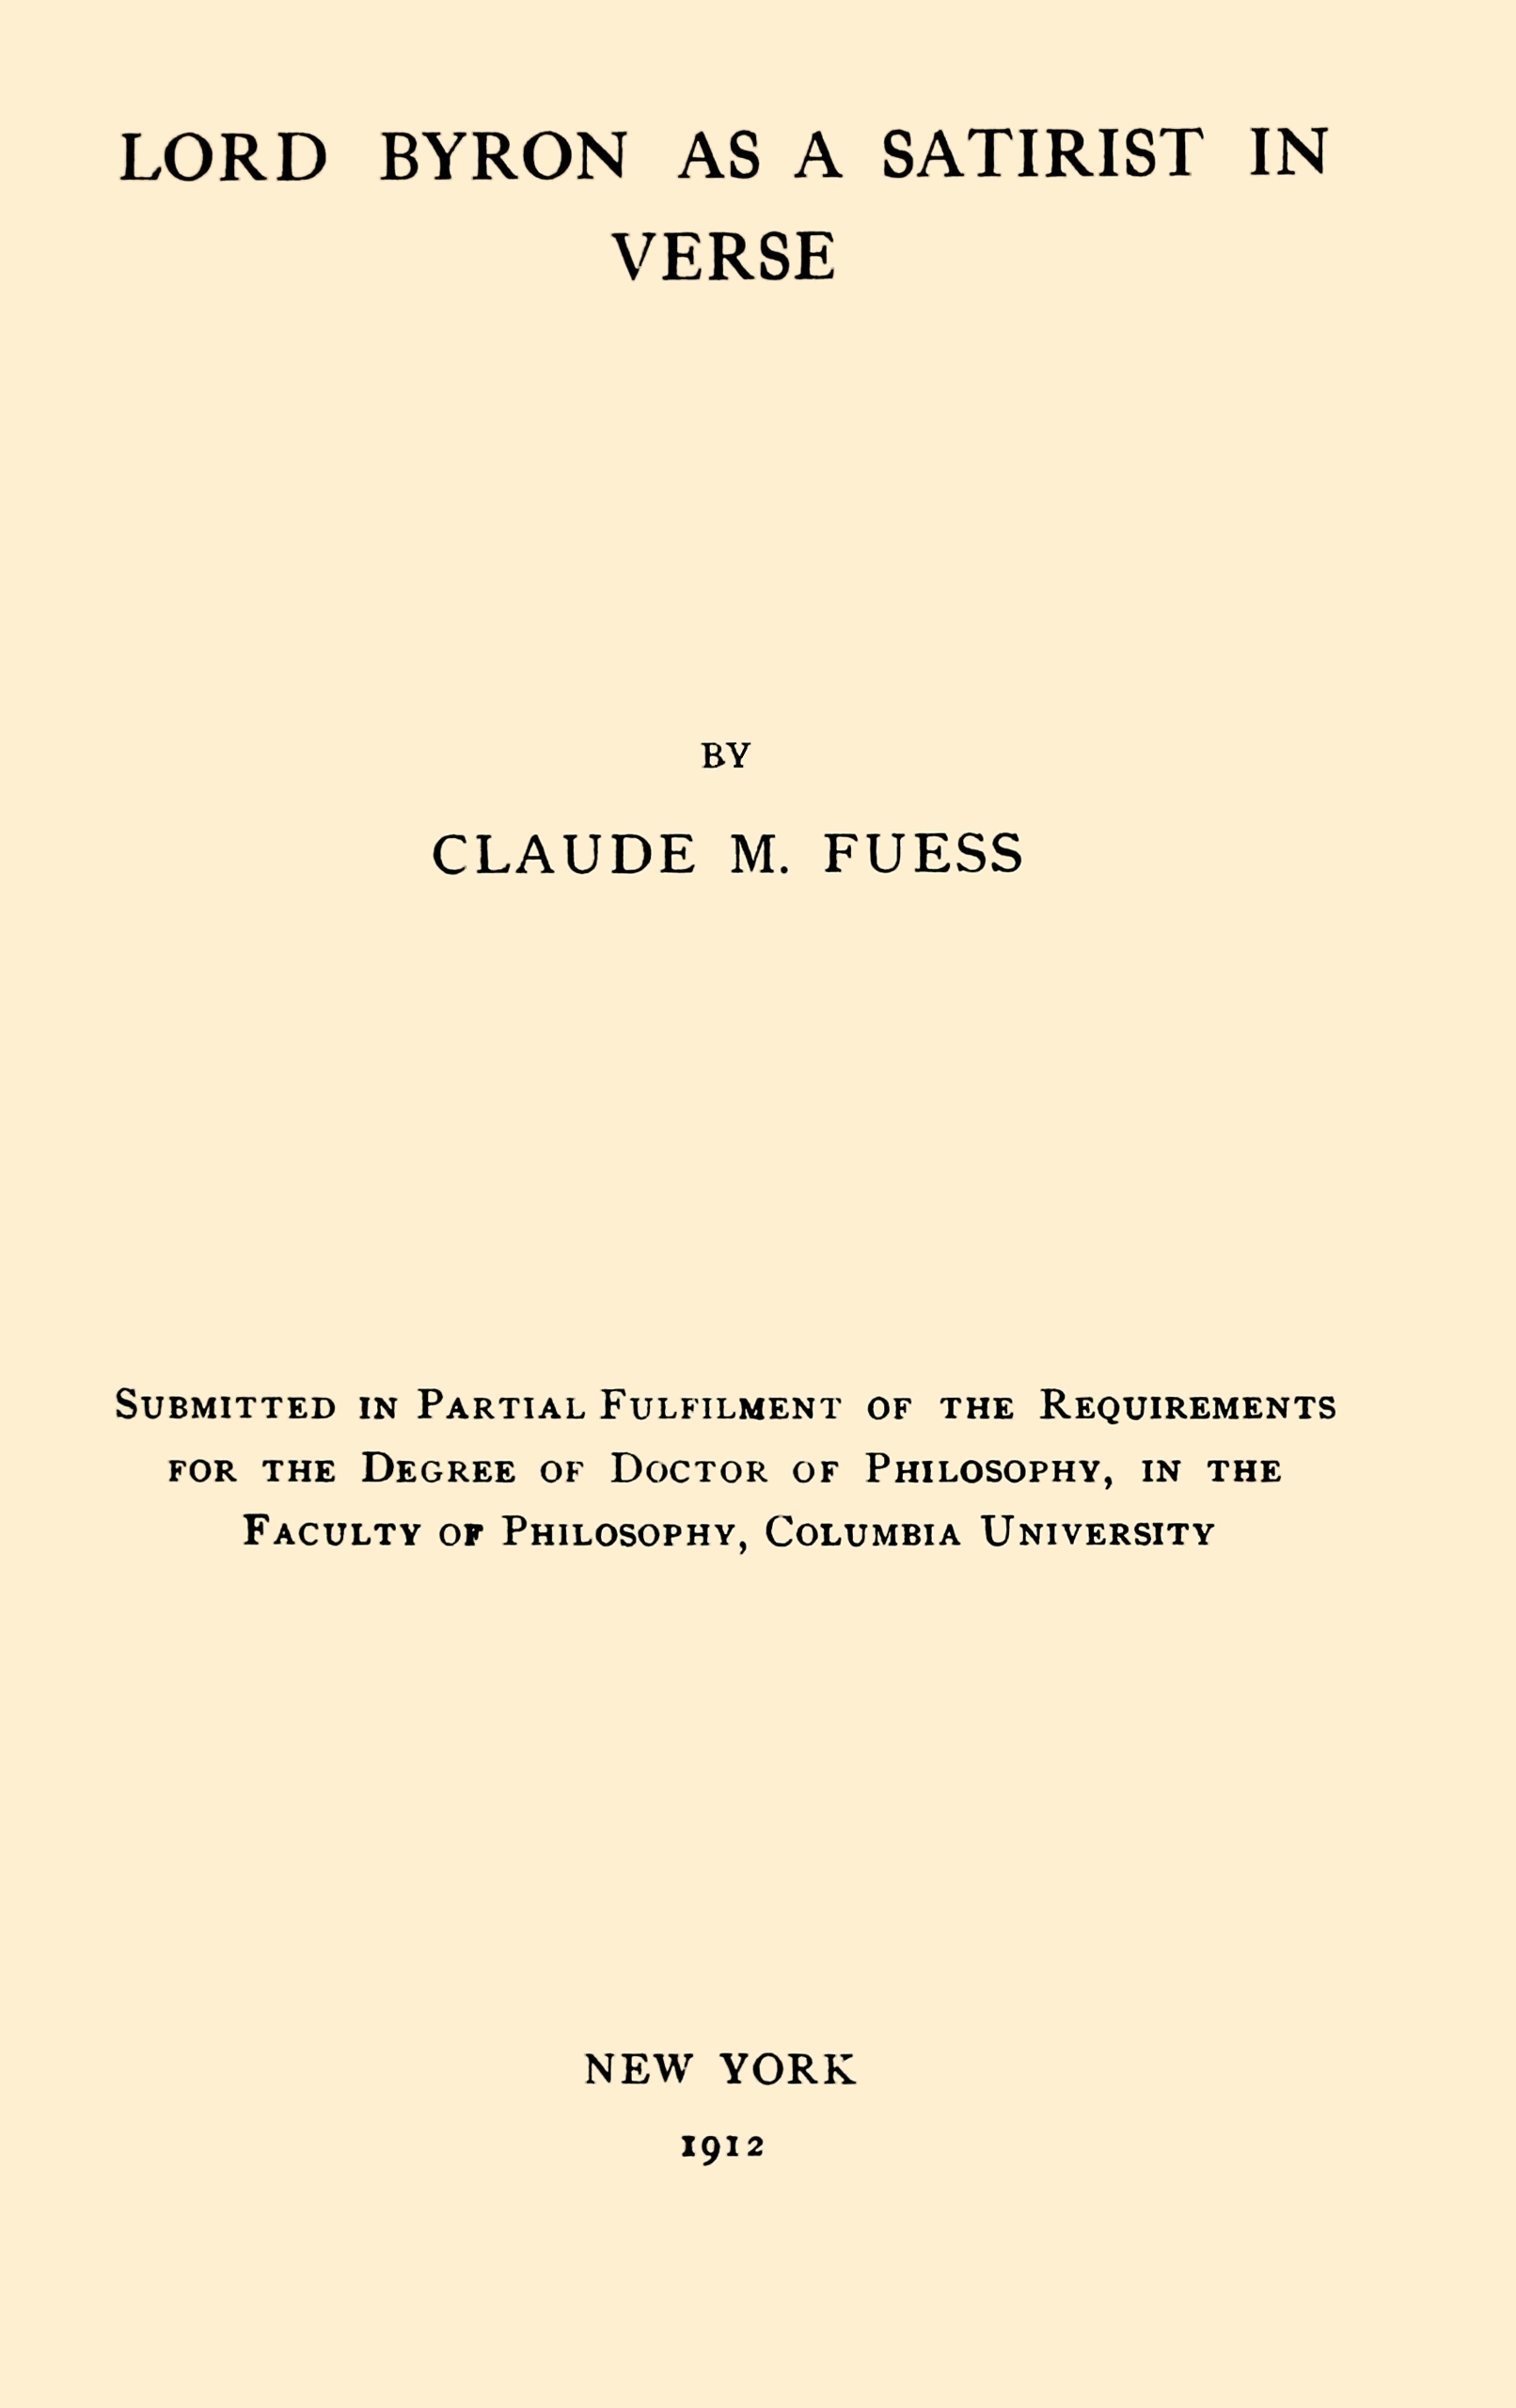 LORD BYRON AS A SATIRIST IN
VERSE
BY
CLAUDE M. FUESS
Submitted in Partial Fulfilment of the Requirements
for the Degree of Doctor of Philosophy, in the
Faculty of Philosophy, Columbia University
NEW YORK
1912